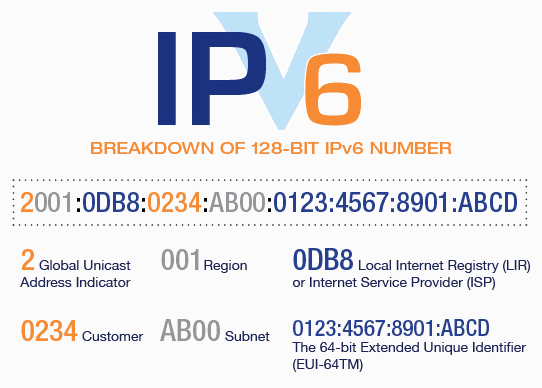 IPV6
BREAKDOWN OF 128-BIT IPv6 NUMBER
2001:0DB8:0234:AB00:0123:4567:8901:ABCD
2 Global Unicast
Address Indicator
001 Region
0DB8 Local Internet Registry (LIR)
or Internet Service Provider (ISP)
0234 Customer
AB00 Subnet
0123:4567:8901:ABCD
The 64-bit Extended Unique Identifier
(EUI-64TM)